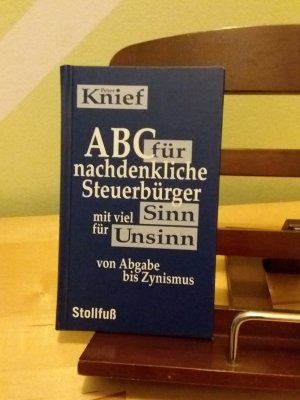 Peter
Knief
ABC für
nachdenkliche
Steuerbürger
mit viel Sinn
für Unsinn
von Abgabe
bis Zynismus
Stollfuß